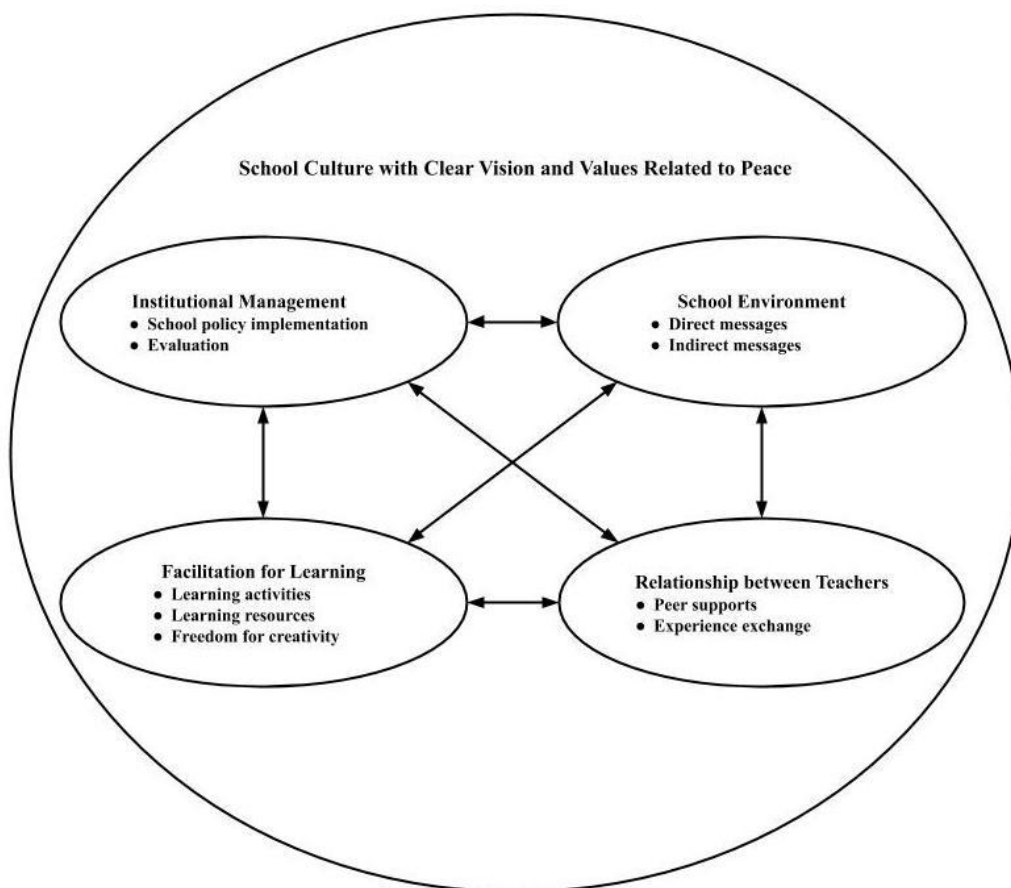 School Culture with Clear Vision and Values Related to Peace
Institutional Management
● School policy implementation
● Evaluation
School Environment
● Direct messages
● Indirect messages
Facilitation for Learning
● Learning activities
● Learning resources
● Freedom for creativity
Relationship between Teachers
● Peer supports
● Experience exchange